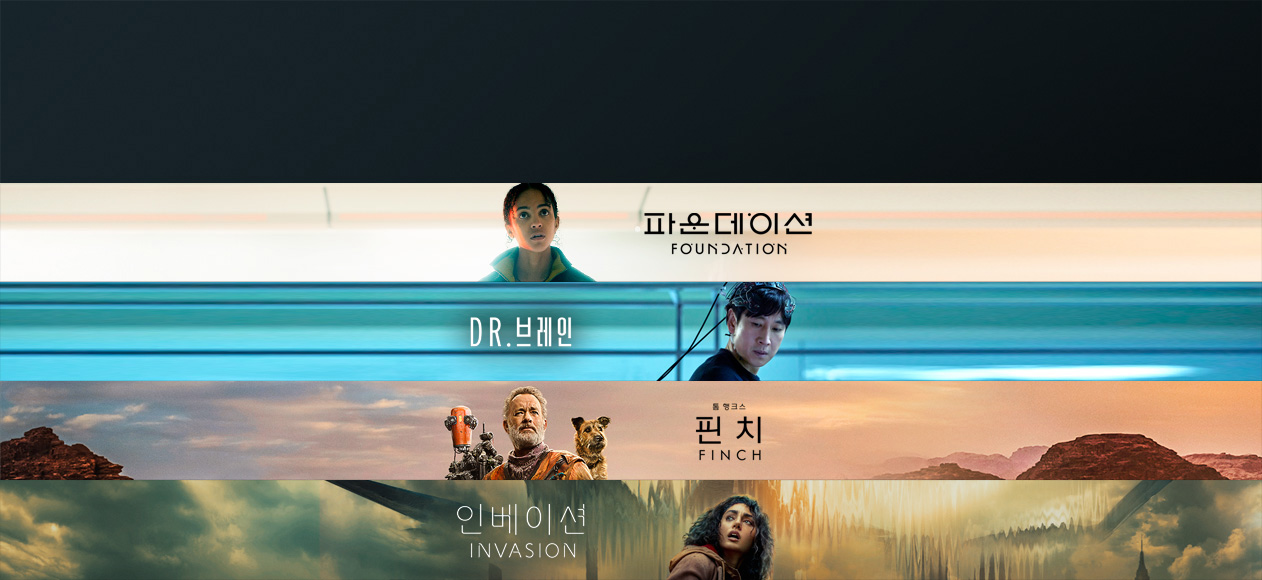 파운데이션
FOUNDATION
DR.브레인
톰 행크스
핀치
FINCH
인베이션
INVASION